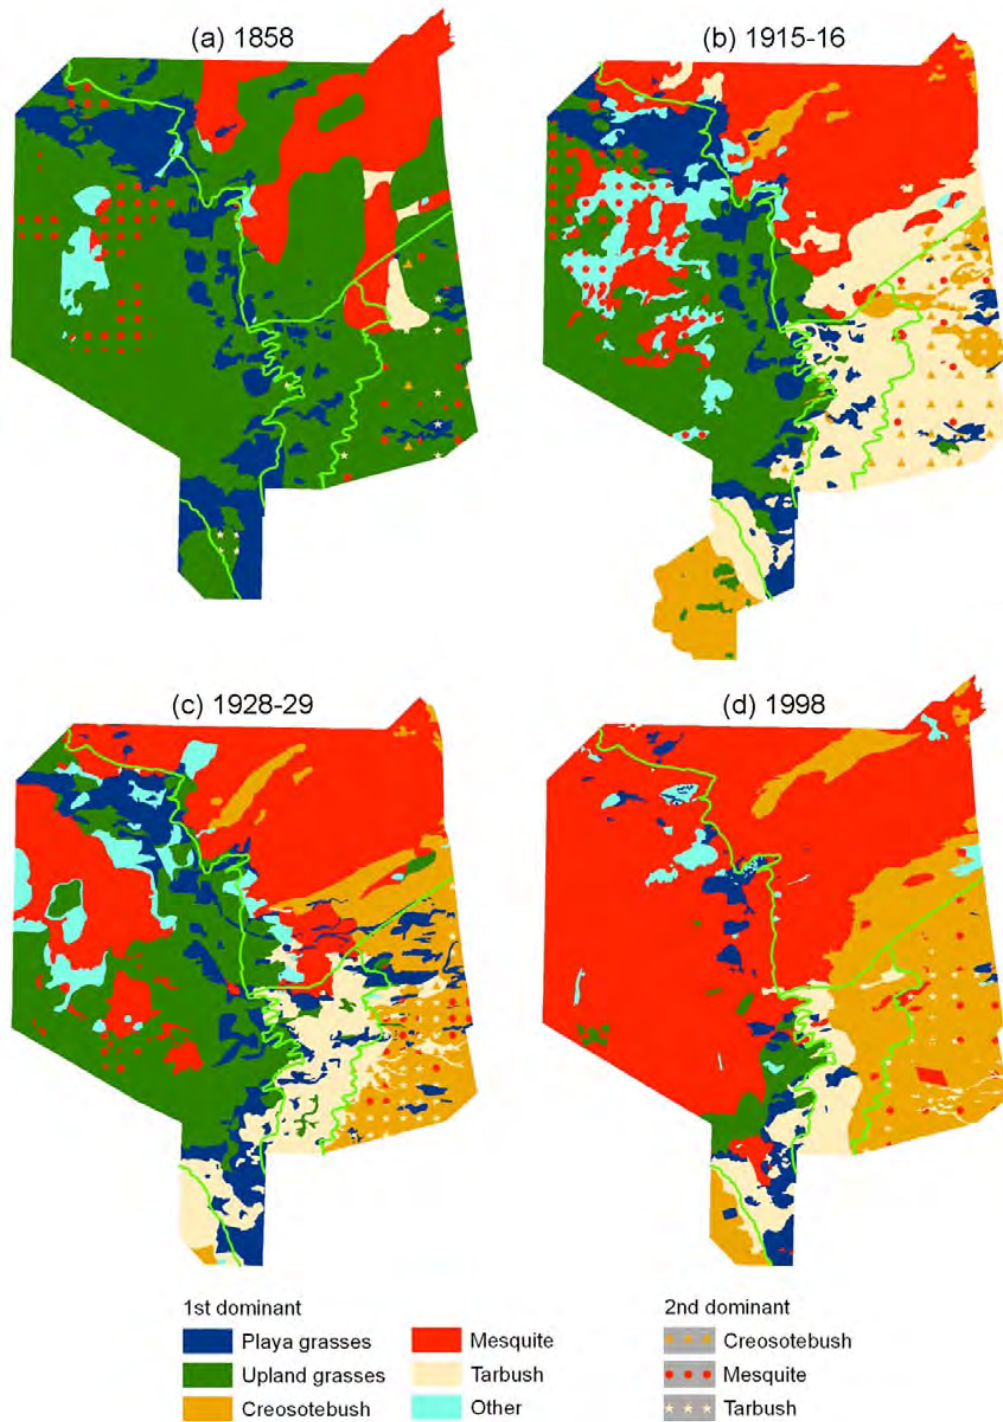 (a) 1858
(b) 1915-16
(c) 1928-29
(d) 1998
1st dominant
Playa grasses
Upland grasses
Creosotebush
Mesquite
Tarbush
Other
2nd dominant
Creosotebush
Mesquite
Tarbush